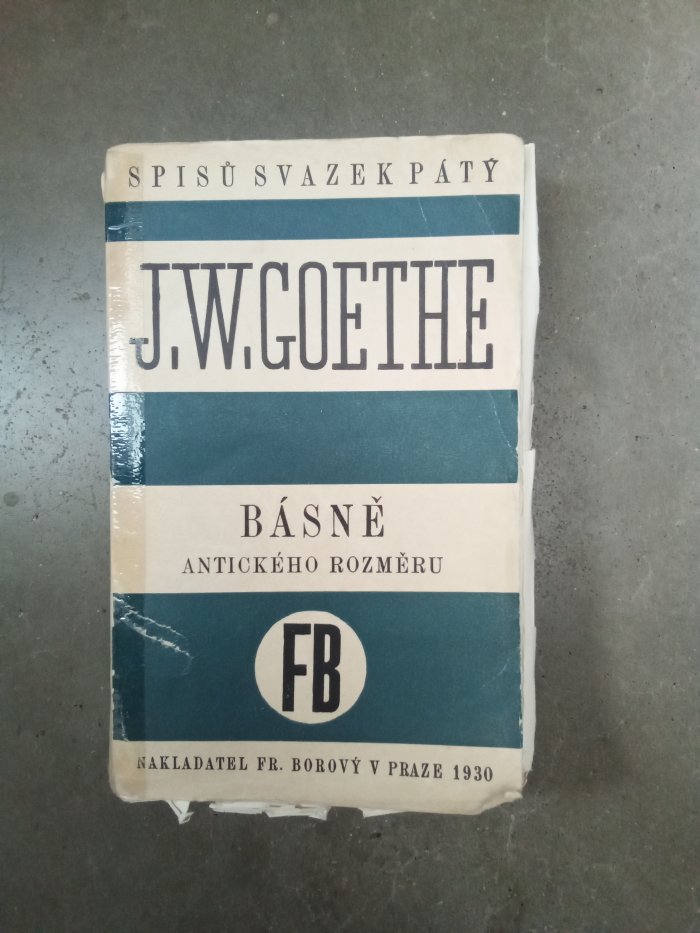 SPISŮ SVAZEK PÁTÝ
J.W.GOETHE
BÁSNĚ
ANTICKÉHO ROZMĚRU
FB
NAKLADATEL FR. BOROVÝ V PRAZE 1930